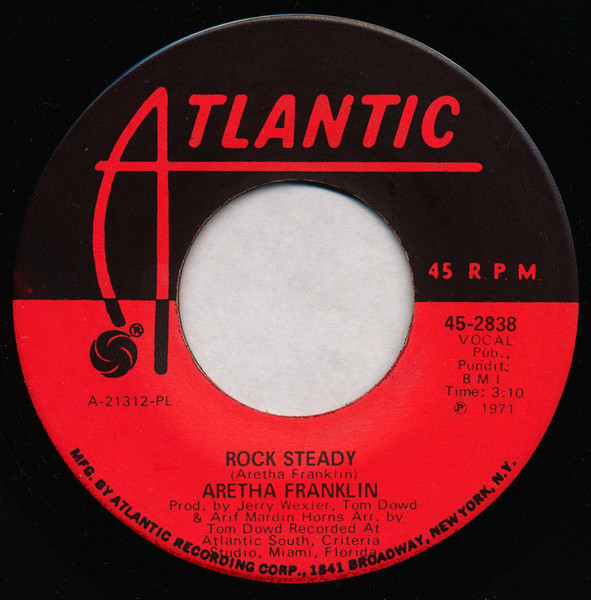 ATLANTIC
45 R.P.M.
®
45-2838
VOCAL
Pub.,
Pundit;
BMI
Time: 3:10
℗ 1971
A-21312-PL
ROCK STEADY
(Aretha Franklin)
ARETHA FRANKLIN
Prod. by Jerry Wexler, Tom Dowd
& Arif Mardin Horns Arr. by
Tom Dowd Recorded At
Atlantic South, Criteria
Studio, Miami, Florida
MFG. BY ATLANTIC RECORDING CORP., 1841 BROADWAY, NEW YORK, N.Y.